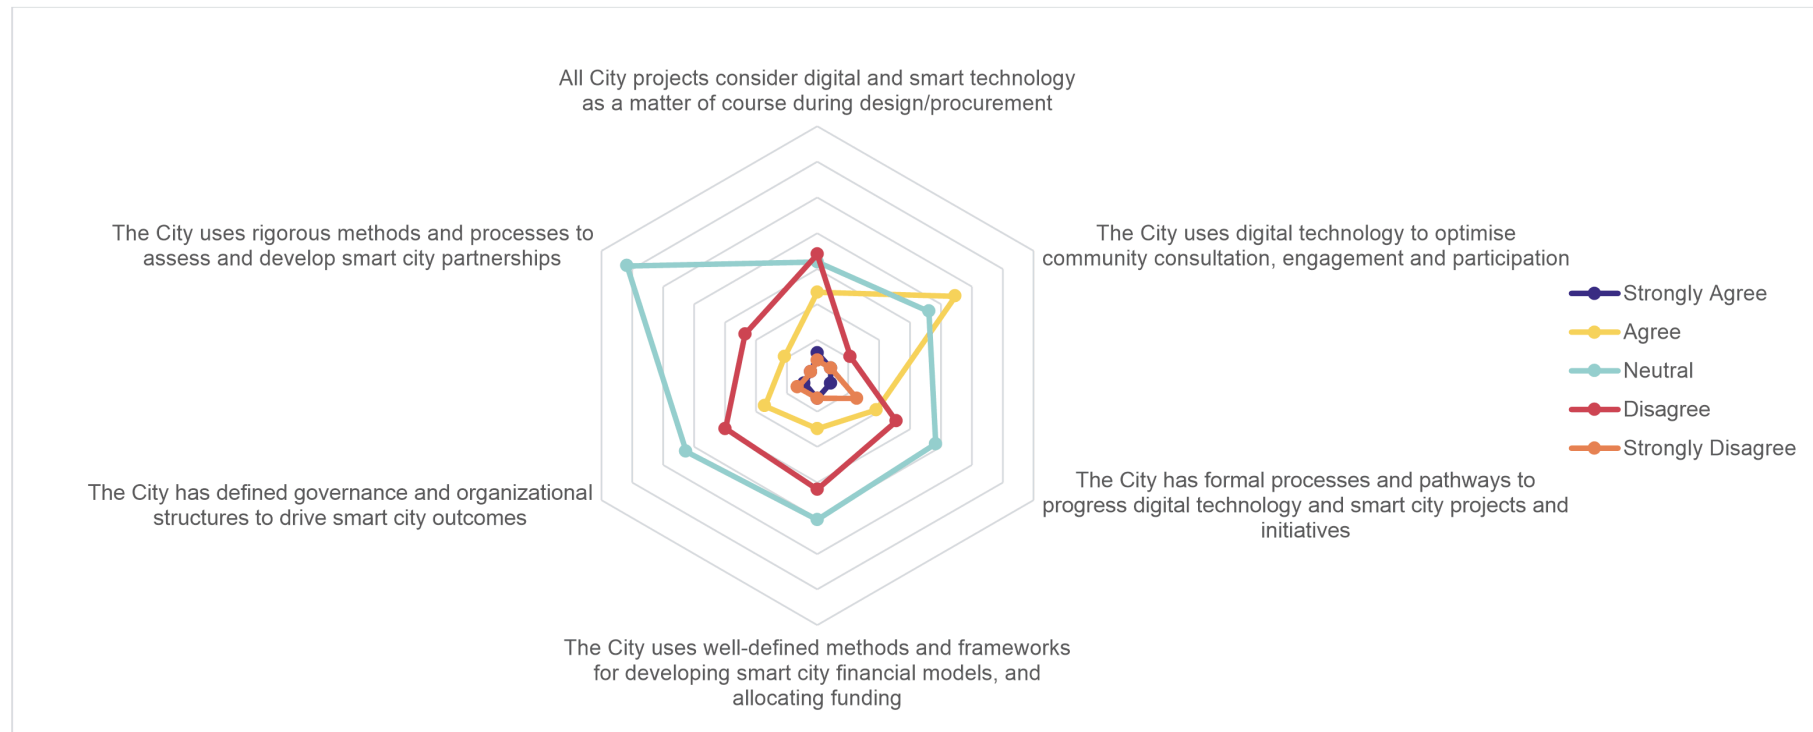 All City projects consider digital and smart technology
as a matter of course during design/procurement
The City uses rigorous methods and processes to
assess and develop smart city partnerships
The City uses digital technology to optimise
community consultation, engagement and participation
Strongly Agree
Agree
Neutral
Disagree
Strongly Disagree
The City has defined governance and organizational
structures to drive smart city outcomes
The City has formal processes and pathways to
progress digital technology and smart city projects and
initiatives
The City uses well-defined methods and frameworks
for developing smart city financial models, and
allocating funding